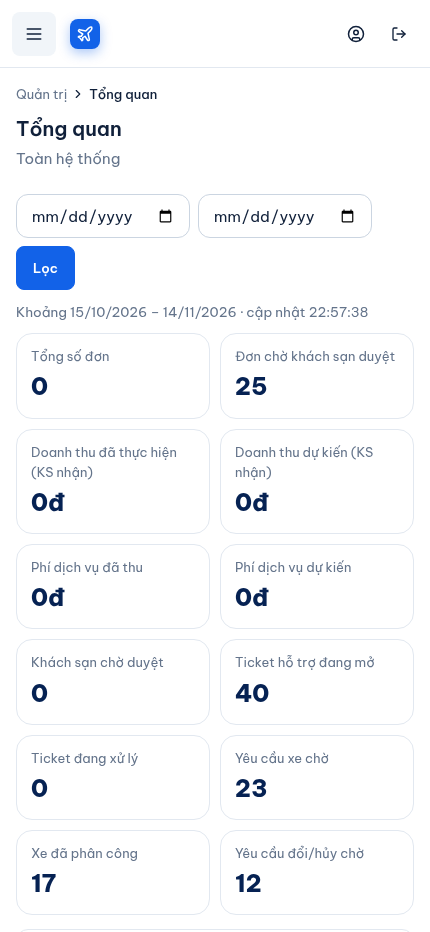 Quản trị > Tổng quan
Tổng quan
Toàn hệ thống
mm/dd/yyyy mm/dd/yyyy
Lọc
Khoảng 15/10/2026 – 14/11/2026 · cập nhật 22:57:38
Tổng số đơn
0
Đơn chờ khách sạn duyệt
25
Doanh thu đã thực hiện
(KS nhận)
0đ
Doanh thu dự kiến (KS
nhận)
0đ
Phí dịch vụ đã thu
0đ
Phí dịch vụ dự kiến
0đ
Khách sạn chờ duyệt
0
Ticket hỗ trợ đang mở
40
Ticket đang xử lý
0
Yêu cầu xe chờ
23
Xe đã phân công
17
Yêu cầu đổi/hủy chờ
12